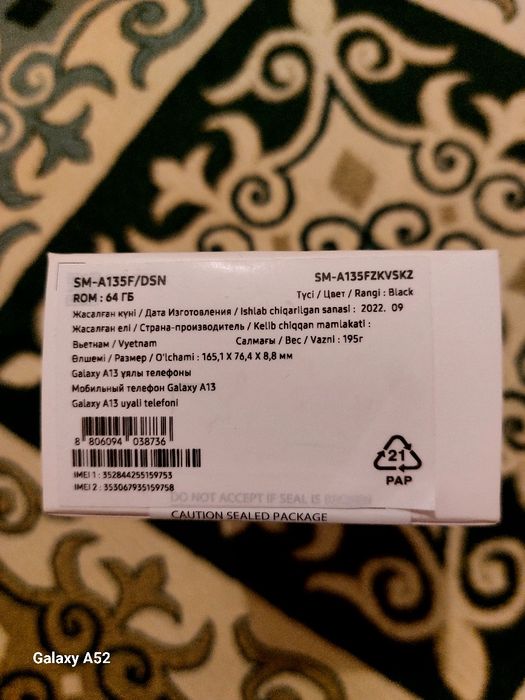 SM-A135F/DSN SM-A135FZKVSKZ
ROM : 64 ГБ Түсі / Цвет / Rangi : Black
Жасалған күні / Дата Изготовления / Ishlab chiqarilgan sanasi : 2022. 09
Жасалған елі / Страна-производитель / Kelib chiqqan mamlakati :
Вьетнам / Vyetnam Салмағы / Вес / Vazni : 195г
Өлшемі / Размер / O'lchami : 165,1 X 76,4 X 8,8 мм
Galaxy A13 ұялы телефоны
Мобильный телефон Galaxy A13
Galaxy A13 uyali telefoni
8 806094 038736
21
PAP
IMEI 1 : 352844255159753
IMEI 2 : 353067935159758
DO NOT ACCEPT IF SEAL IS BROKEN
CAUTION SEALED PACKAGE
Galaxy A52